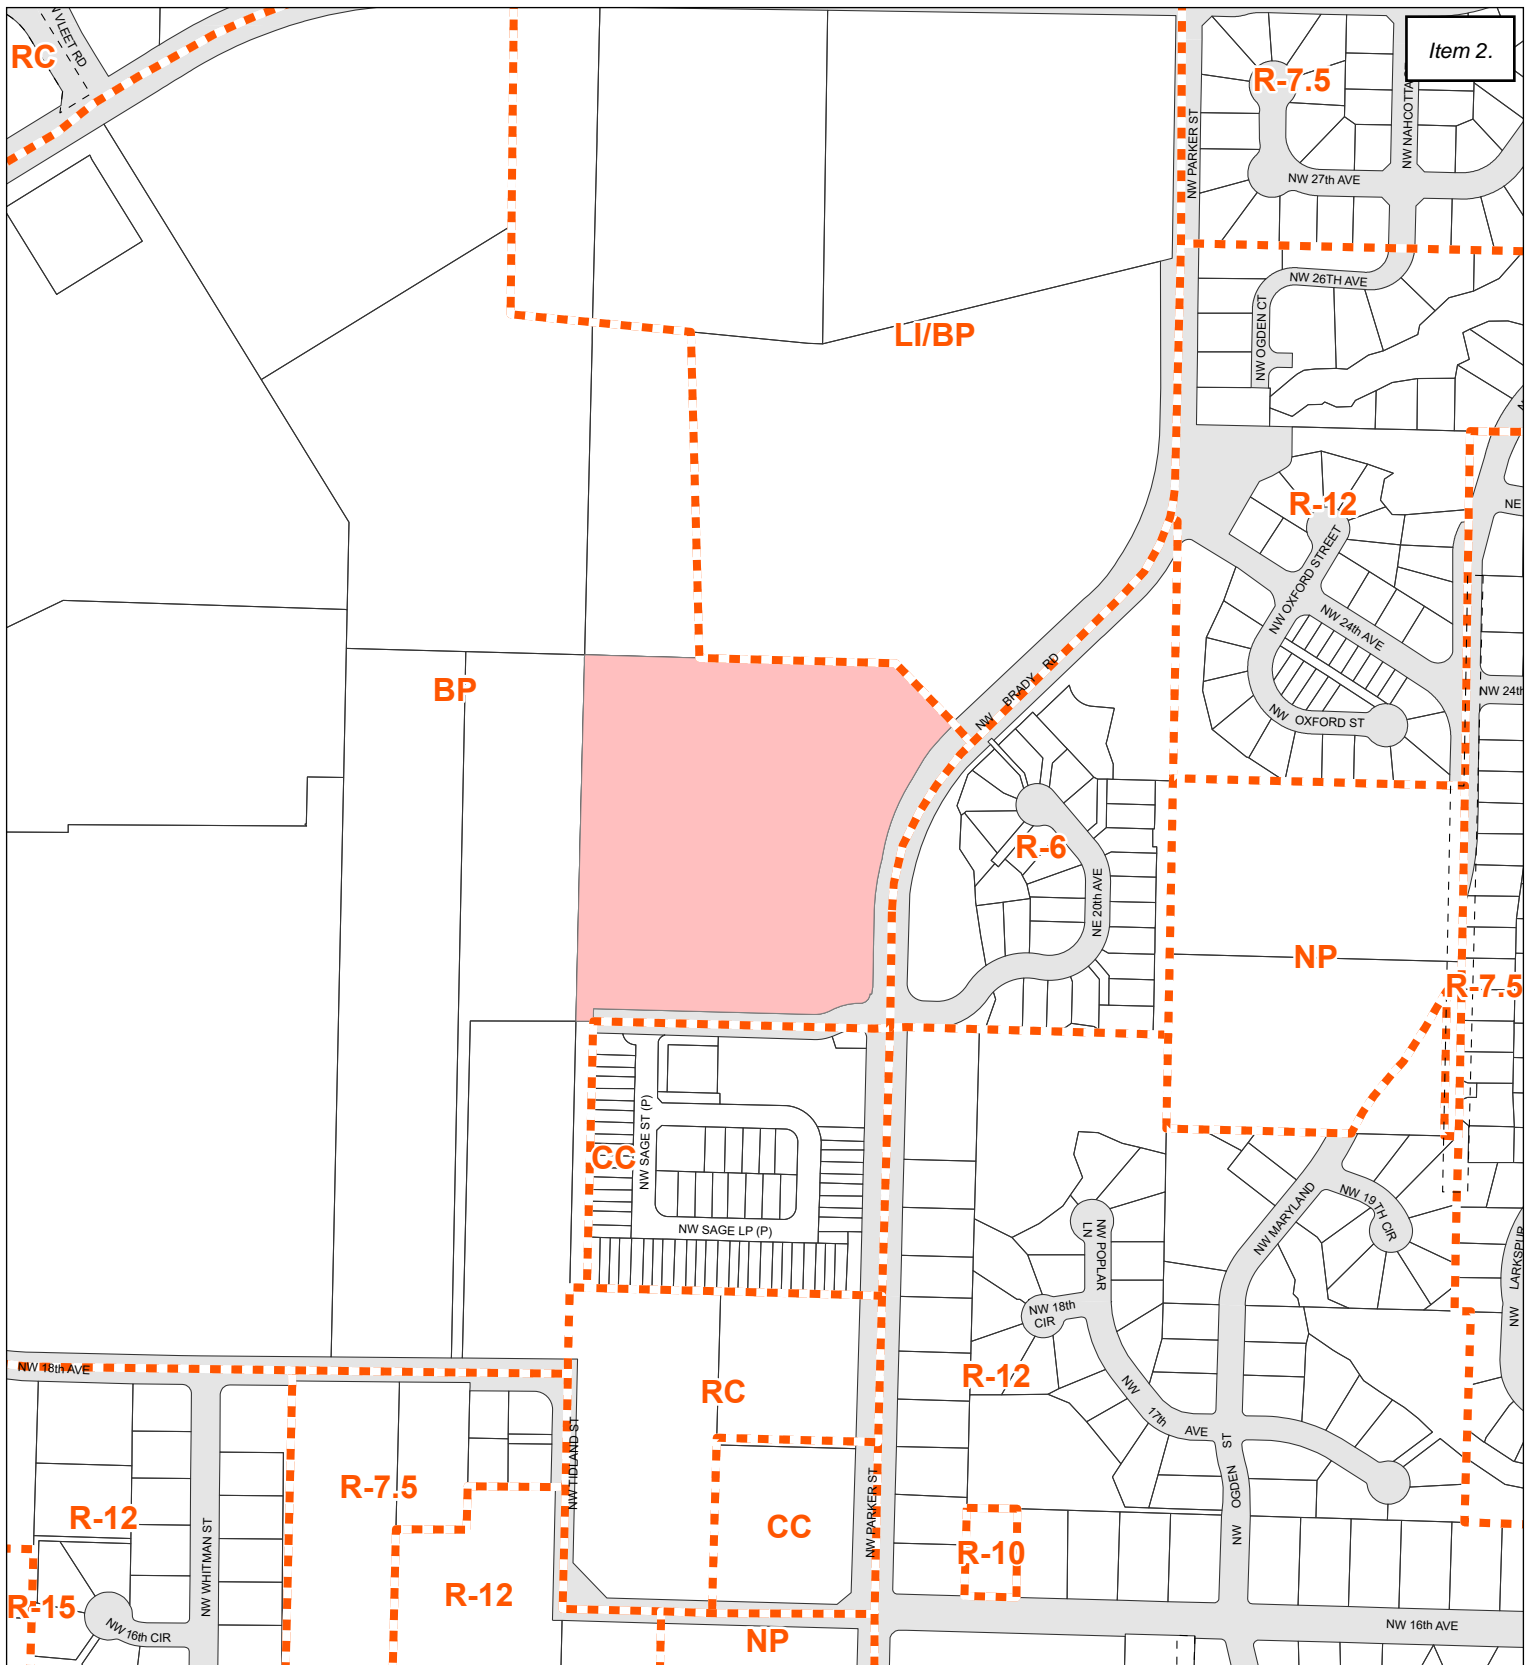 Item 2.
RC
N VLEET RD
R-7.5
NW PARKER ST
NW 27th AVE
NW 26TH AVE
NW OGDEN CT
LI/BP
R-12
NE
NW OXFORD STREET
NW 24th AVE
NW 24th
BP
NW BRADY RD
NW OXFORD ST
R-6
NE 20th AVE
NP
R-7.5
CC
NW SAGE ST (P)
NW SAGE LP (P)
NW MARYLAND
NW 19TH CIR
NW POPLAR
LN
NW 18th
CIR
NW LARKSPUR
NW 18th AVE
R-12
RC
NW 17th AVE
NW TIDLAND ST
NW OGDEN ST
R-7.5
R-12
CC
NW PARKER ST
NW WHITMAN ST
R-10
R-12
R-15
NW 16th CIR
NP
NW 16th AVE